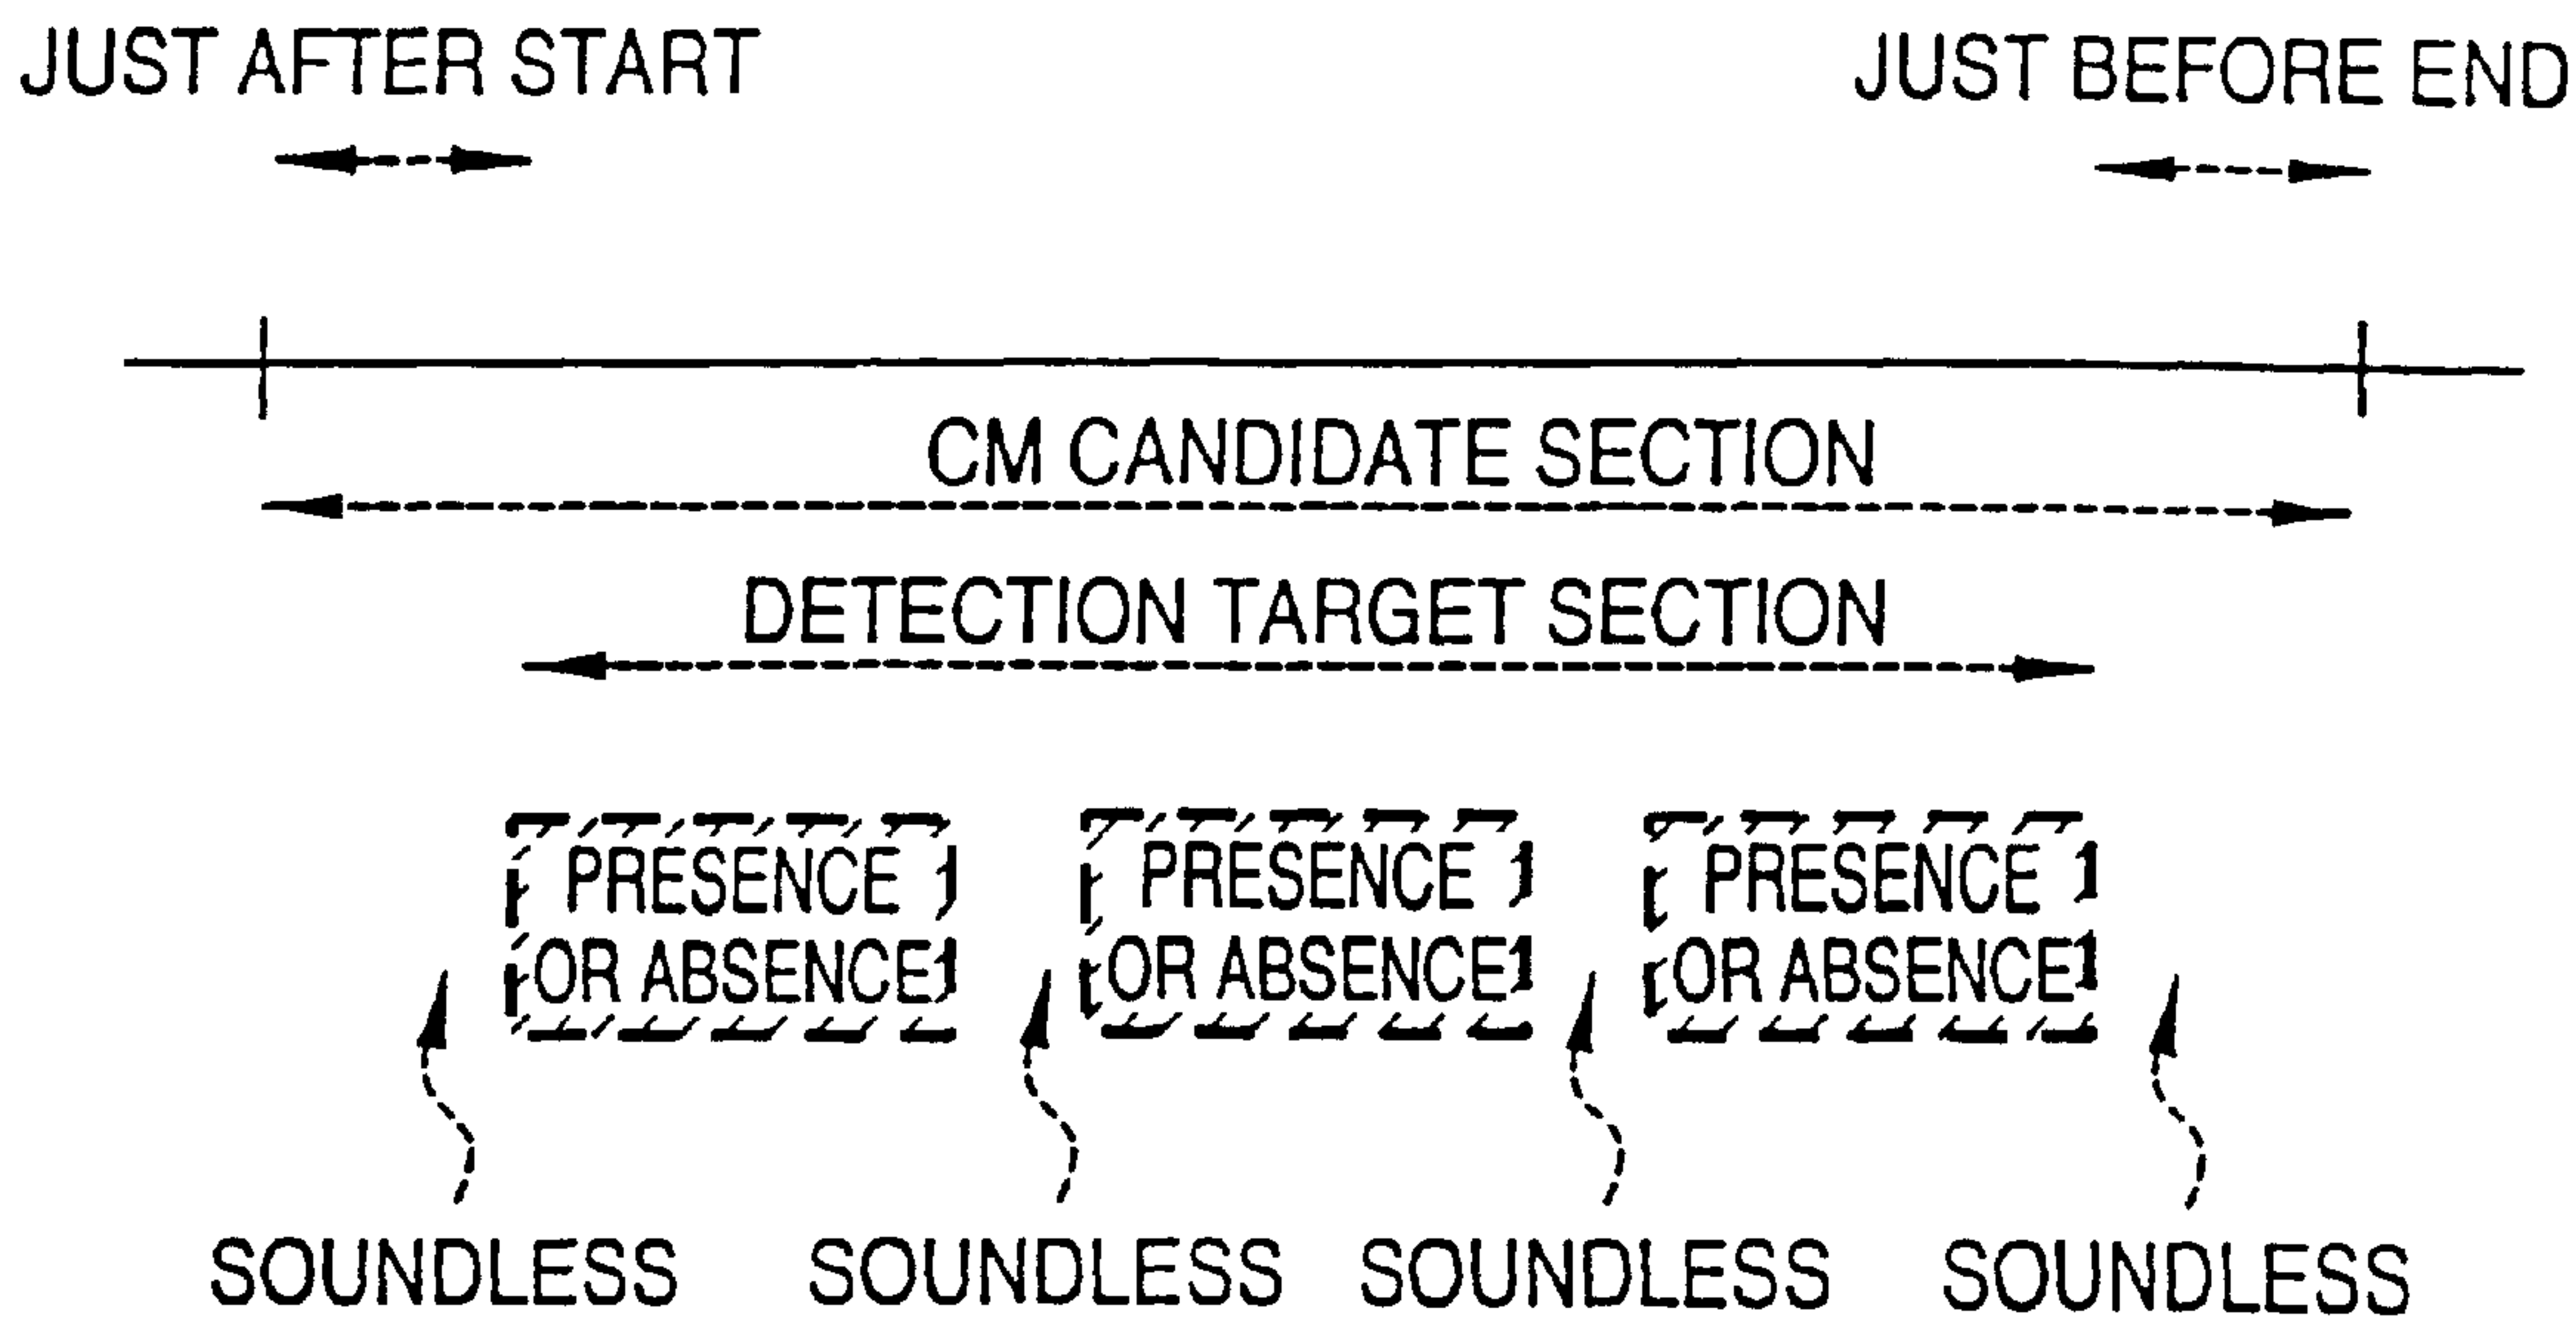 JUST AFTER START
JUST BEFORE END
CM CANDIDATE SECTION
DETECTION TARGET SECTION
PRESENCE
OR ABSENCE
PRESENCE
OR ABSENCE
PRESENCE
OR ABSENCE
SOUNDLESS
SOUNDLESS
SOUNDLESS
SOUNDLESS